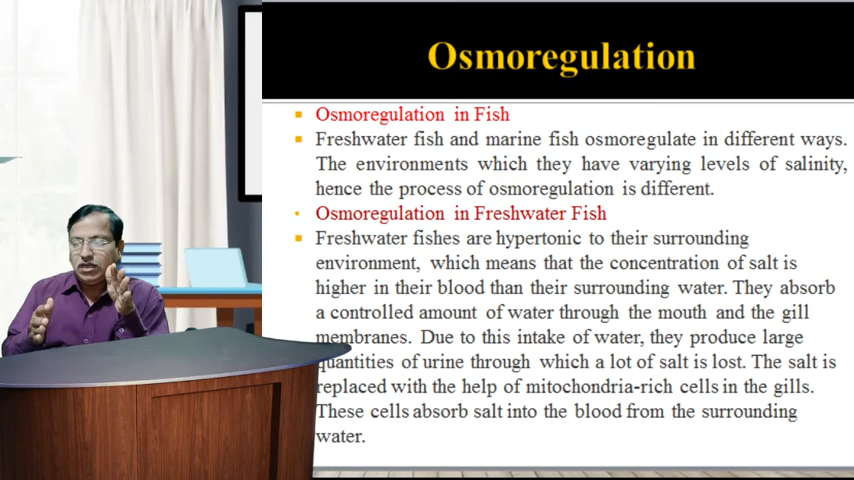 Osmoregulation
Osmoregulation in Fish
Freshwater fish and marine fish osmoregulate in different ways.
The environments which they have varying levels of salinity,
hence the process of osmoregulation is different.
Osmoregulation in Freshwater Fish
Freshwater fishes are hypertonic to their surrounding
environment, which means that the concentration of salt is
higher in their blood than their surrounding water. They absorb
a controlled amount of water through the mouth and the gill
membranes. Due to this intake of water, they produce large
quantities of urine through which a lot of salt is lost. The salt is
replaced with the help of mitochondria-rich cells in the gills.
These cells absorb salt into the blood from the surrounding
water.